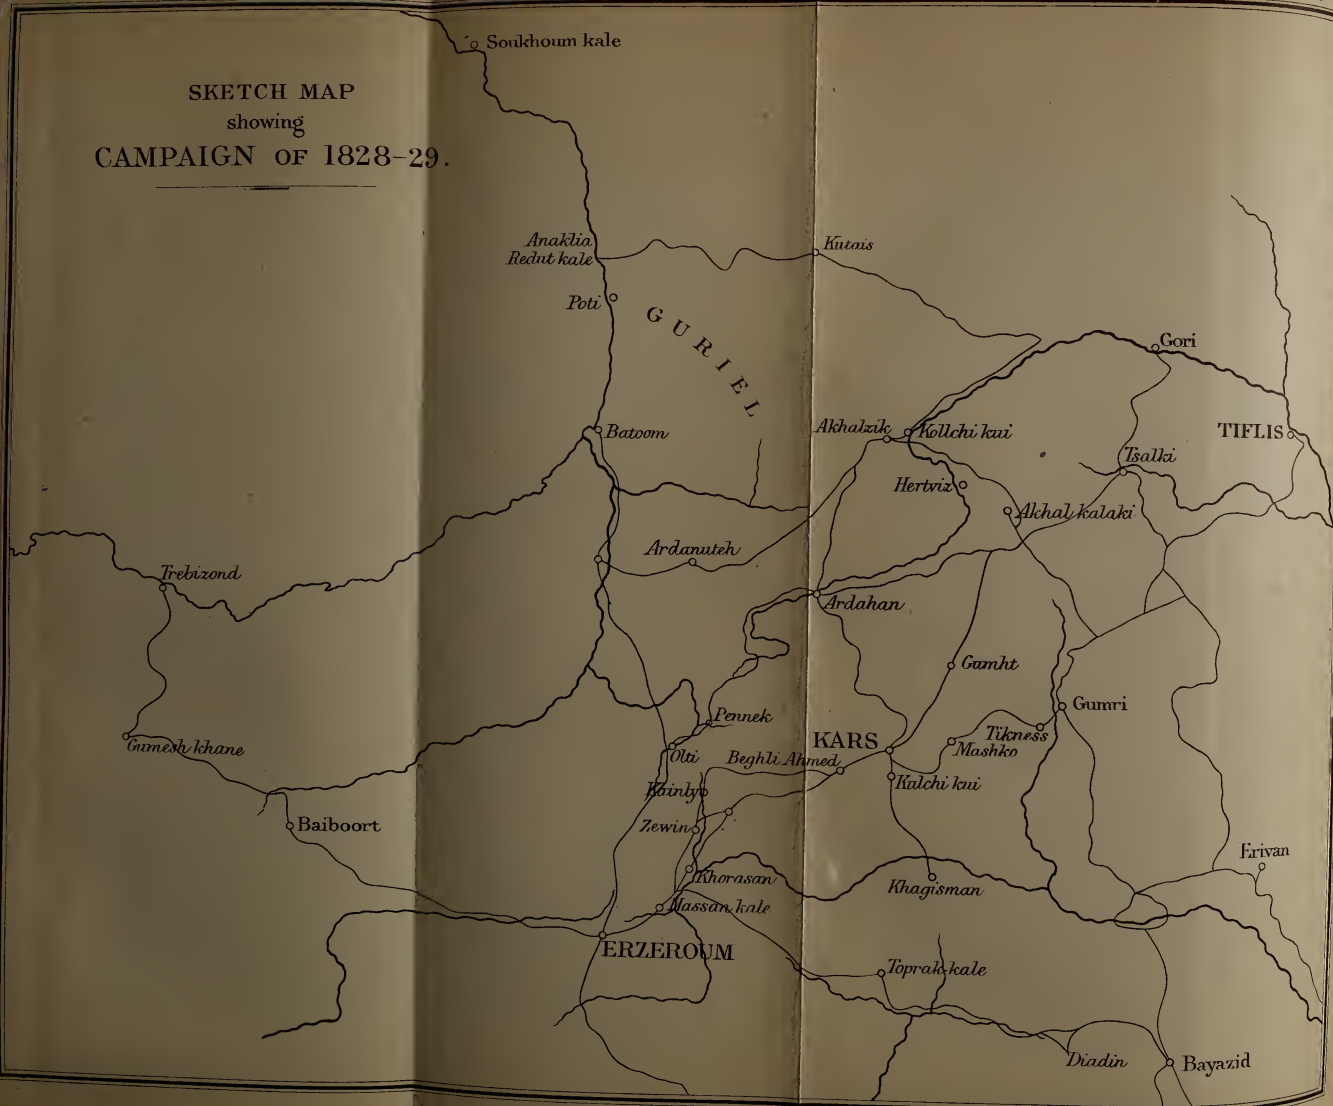 SKETCH MAP
showing
CAMPAIGN OF 1828-29.
Soukhoum kale
Anaklia
Redut kale
Kutais
Poti
GURIEL
Gori
Batoom
Akhalzik
Kollchi kui
TIFLIS
Tsalki
Hertviz
Akhal kalaki
Ardanutch
Trebizond
Ardahan
Gumht
Gumri
Pennek
Tikness
Gumesh khane
KARS
Mashko
Olti
Beghli Ahmed
Kalchi kui
Kainly
Baiboort
Zewin
Erivan
Khorasan
Khagisman
Hassan kale
ERZEROUM
Toprak-kale
Diadin
Bayazid